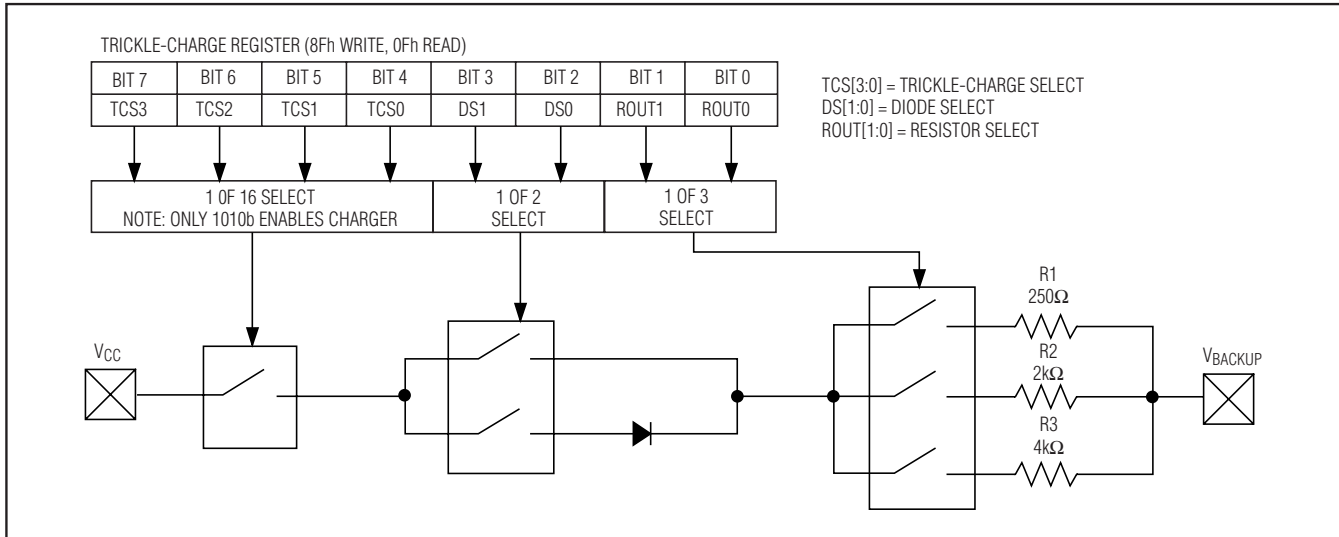 TRICKLE-CHARGE REGISTER (8Fh WRITE, 0Fh READ)
BIT 7 BIT 6 BIT 5 BIT 4 BIT 3 BIT 2 BIT 1 BIT 0
TCS3 TCS2 TCS1 TCS0 DS1 DS0 ROUT1 ROUT0
TCS[3:0] = TRICKLE-CHARGE SELECT
DS[1:0] = DIODE SELECT
ROUT[1:0] = RESISTOR SELECT
1 0F 16 SELECT
NOTE: ONLY 1010b ENABLES CHARGER
1 OF 2
SELECT
1 OF 3
SELECT
R1
250Ω
VCC
R2
2kΩ
VBACKUP
R3
4kΩ